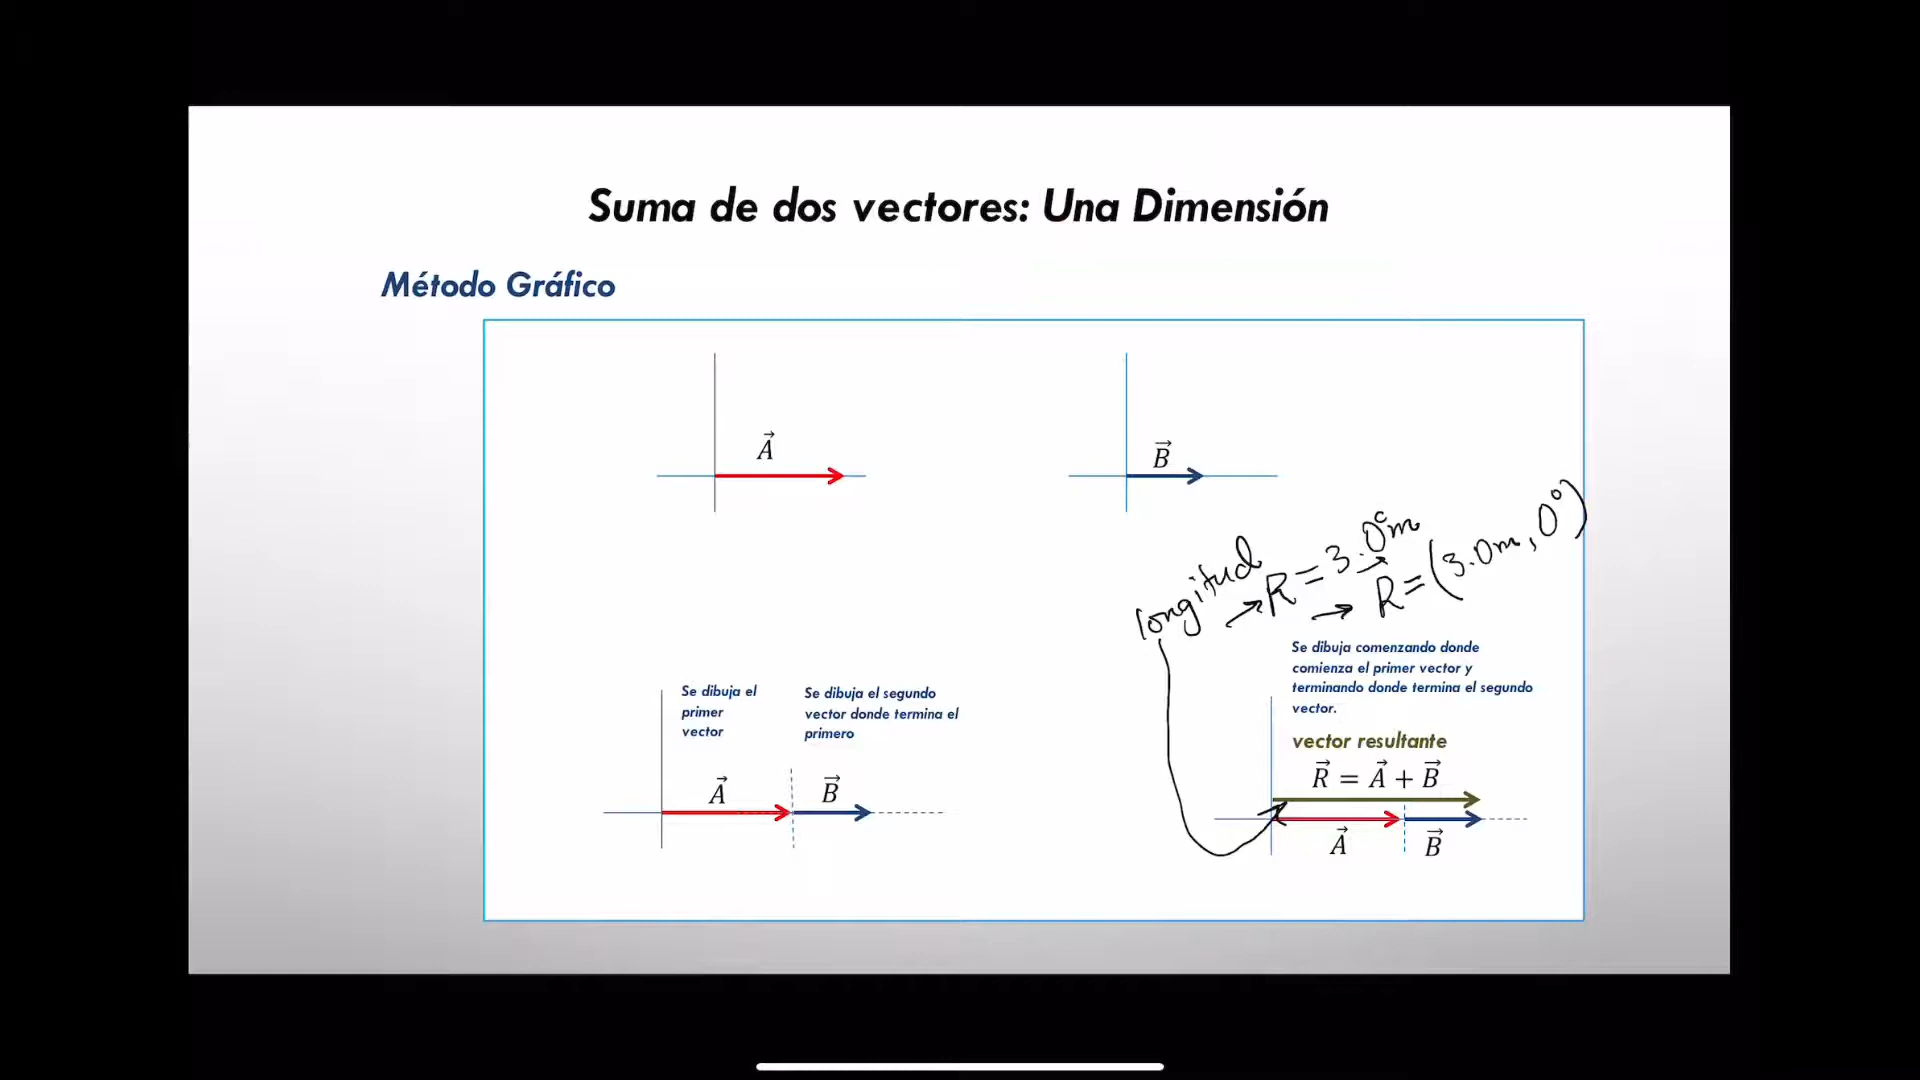 Suma de dos vectores: Una Dimensión
Método Gráfico
A⃗
B⃗
longitud → R = 3.0 m → R⃗ = (3.0m, 0°)
Se dibuja el
primer
vector
Se dibuja el segundo
vector donde termina el
primero
A⃗
B⃗
Se dibuja comenzando donde
comienza el primer vector y
terminando donde termina el segundo
vector.
vector resultante
R⃗ = A⃗ + B⃗
A⃗
B⃗